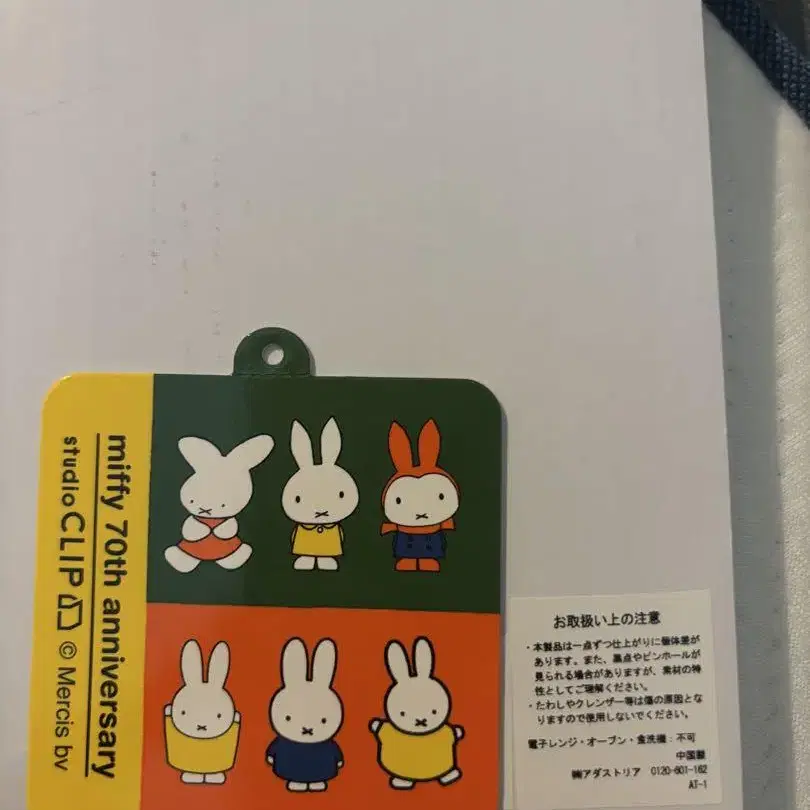 miffy 70th anniversary
studio CLIP © Mercis bv
お取扱い上の注意
・本製品は一点ずつ仕上がりに個体差が
あります。また、黒点やピンホールが
見られる場合がありますが、素材の特
性としてご理解ください。
・たわしやクレンザー等は傷の原因とな
りますので使用しないでください。
電子レンジ・オーブン・食洗機：不可
中国製
㈱アダストリア 0120-601-162
AT-1